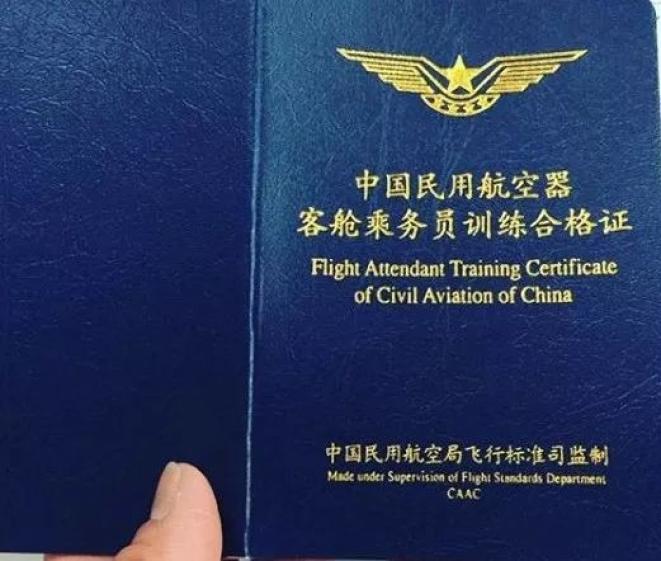 中国民用航空器
客舱乘务员训练合格证
Flight Attendant Training Certificate
of Civil Aviation of China
中国民用航空局飞行标准司监制
Made under Supervision of Flight Standards Department
CAAC